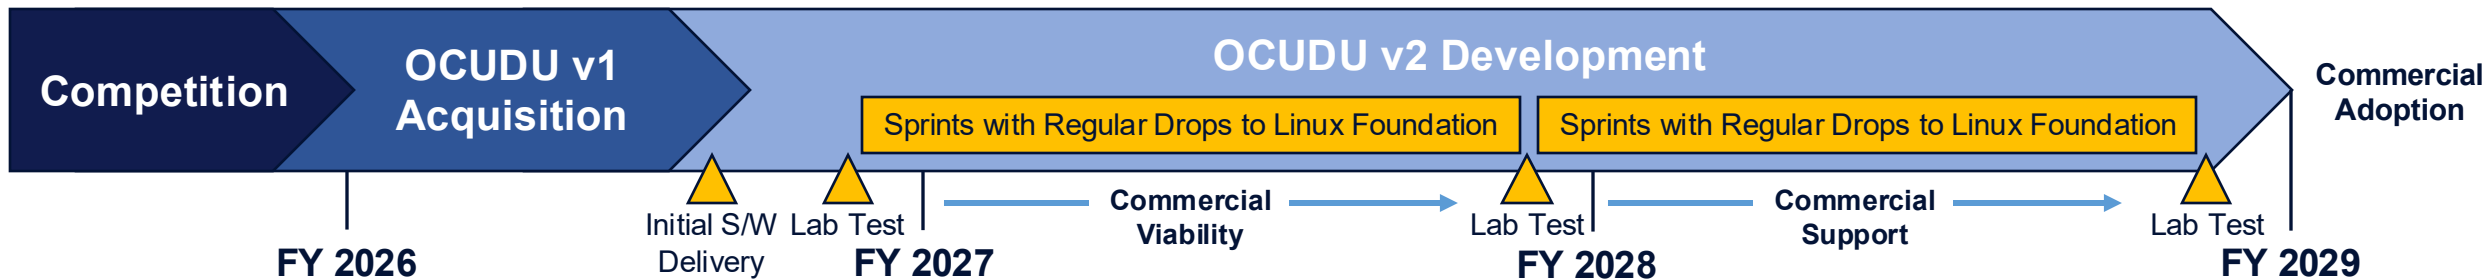 Competition
OCUDU v1
Acquisition
OCUDU v2 Development
Sprints with Regular Drops to Linux Foundation
Sprints with Regular Drops to Linux Foundation
Commercial
Adoption
Initial S/W
Delivery
Lab Test
Commercial
Viability
Lab Test
Commercial
Support
Lab Test
FY 2026
FY 2027
FY 2028
FY 2029